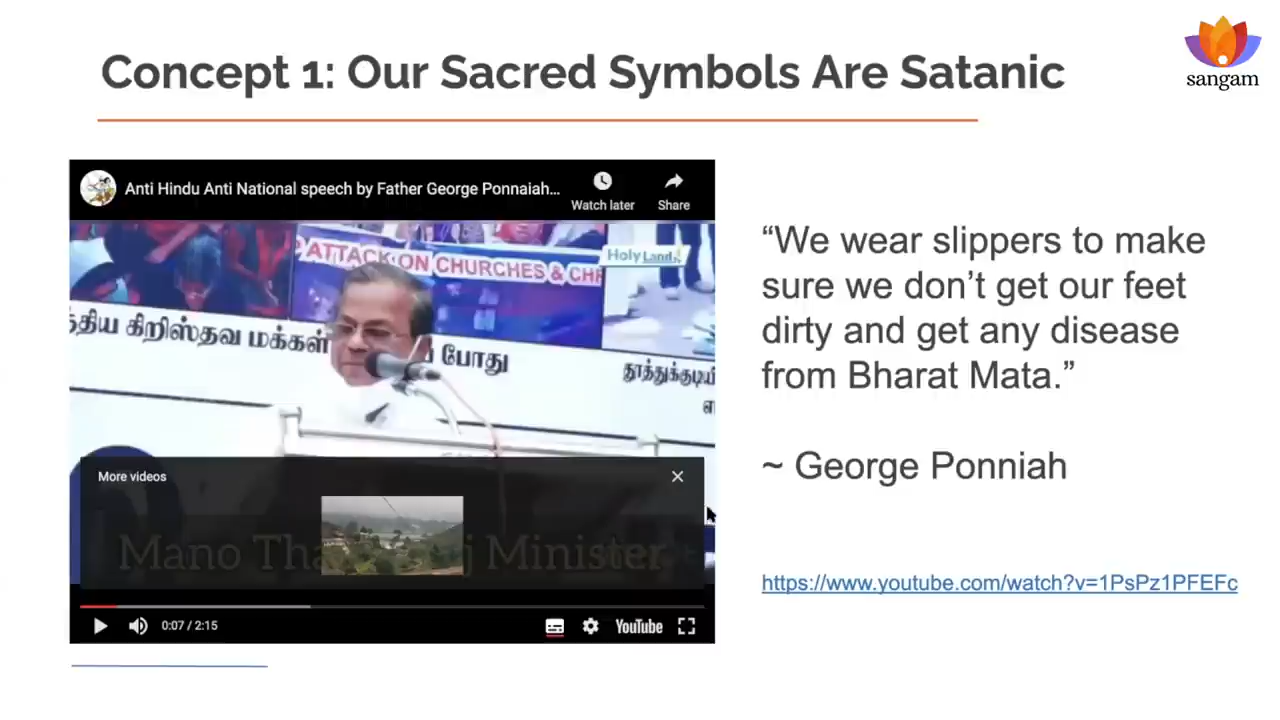 Concept 1: Our Sacred Symbols Are Satanic
sangam
Anti Hindu Anti National speech by Father George Ponnaiah...
Watch later
Share
ATTACK ON CHURCHES &
Holy Land
கிறிஸ்தவ மக்கள்
போது
More videos
Minister
0:07 / 2:15
YouTube
“We wear slippers to make
sure we don’t get our feet
dirty and get any disease
from Bharat Mata.”
~ George Ponniah
https://www.youtube.com/watch?v=1PsPz1PFEFc